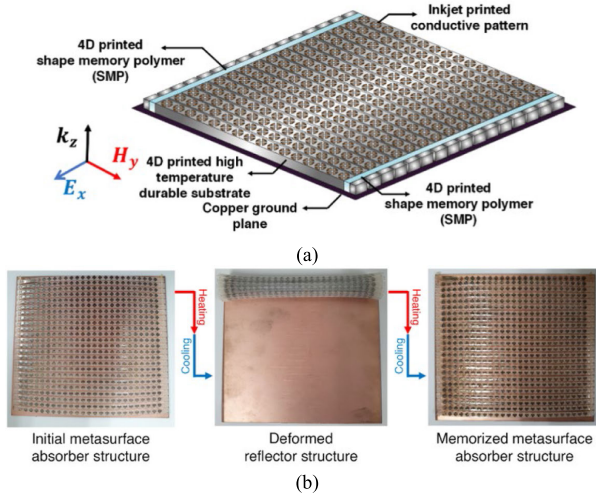 Inkjet printed
conductive pattern
4D printed
shape memory polymer
(SMP)
k_z
H_y
E_x
4D printed high
temperature
durable substrate
Copper ground
plane
4D printed
shape memory polymer
(SMP)
(a)
Heating
Cooling
Heating
Cooling
Initial metasurface
absorber structure
Deformed
reflector structure
Memorized metasurface
absorber structure
(b)